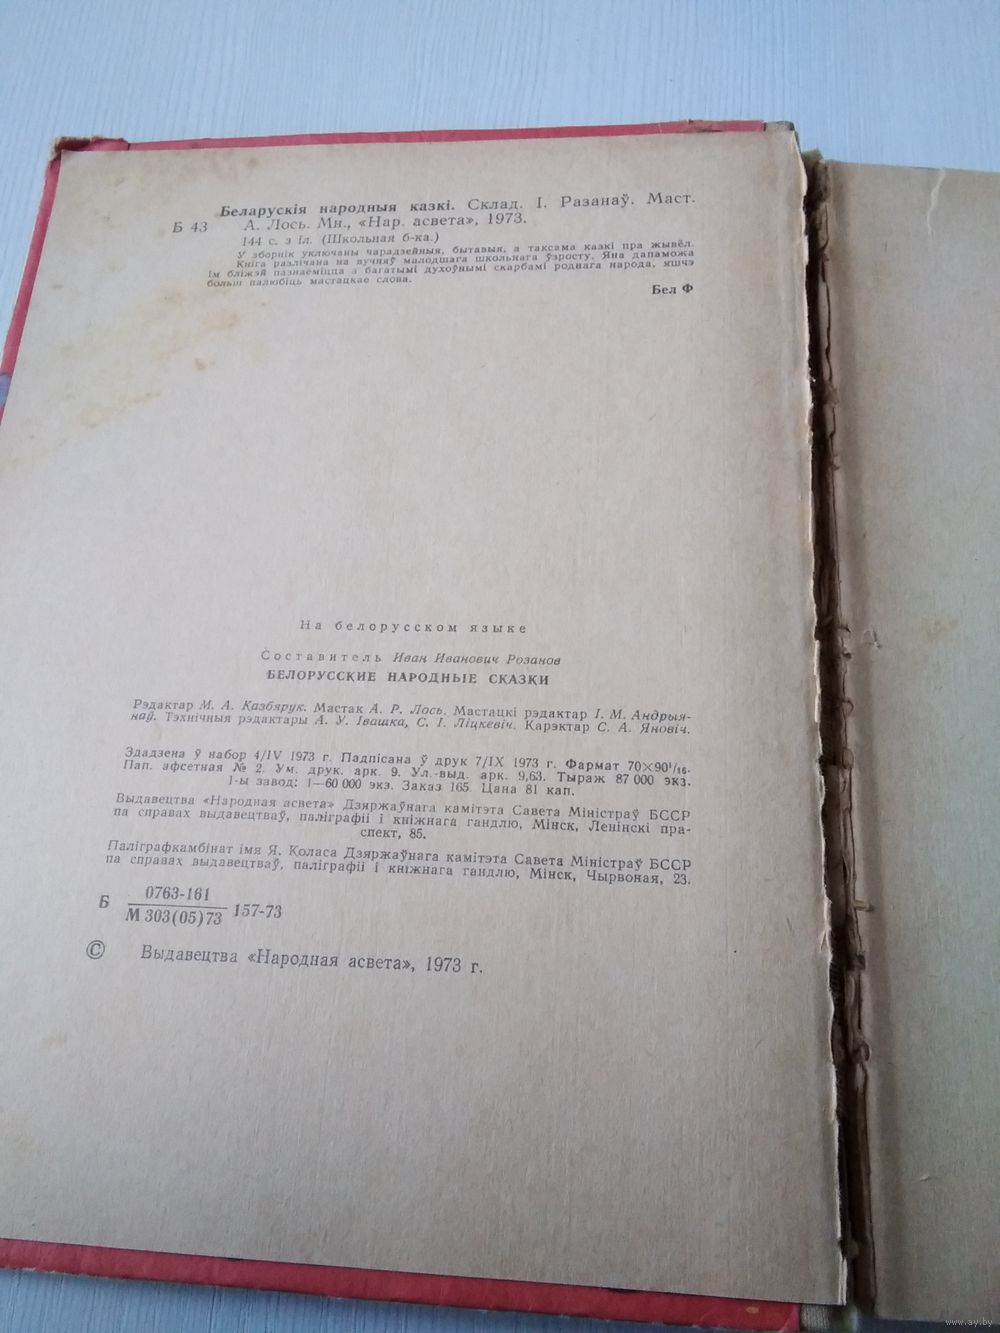 Беларускія народныя казкі. Склад. І. Разанаў. Маст.
Б 43 А. Лось. Мн., «Нар. асвета», 1973.
144 с. з іл. (Школьная б-ка.)
У зборнік уключаны чарадзейныя, бытавыя, а таксама казкі пра жывёл.
Кніга разлічана на вучняў малодшага школьнага ўзросту. Яна дапаможа
ім бліжэй пазнаёміцца з багатымі духоўнымі скарбамі роднага народа, яшчэ
больш палюбіць мастацкае слова.
Бел Ф
На белорусском языке
Составитель Иван Иванович Розанов
БЕЛОРУССКИЕ НАРОДНЫЕ СКАЗКИ
Рэдактар М. А. Казбярук. Мастак А. Р. Лось. Мастацкі рэдактар І. М. Андрыя-
наў. Тэхнічныя рэдактары А. У. Івашка, С. І. Ліцкевіч. Карэктар С. А. Яновіч.
Здадзена ў набор 4/IV 1973 г. Падпісана ў друк 7/IX 1973 г. Фармат 70×90¹/₁₆.
Пап. афсетная № 2. Ум. друк. арк. 9. Ул.-выд. арк. 9,63. Тыраж 87 000 экз.
1-ы завод: 1—60 000 экз. Заказ 165. Цана 81 кап.
Выдавецтва «Народная асвета» Дзяржаўнага камітэта Савета Міністраў БССР
па справах выдавецтваў, паліграфіі і кніжнага гандлю, Мінск, Ленінскі пра-
спект, 85.
Паліграфкамбінат імя Я. Коласа Дзяржаўнага камітэта Савета Міністраў БССР
па справах выдавецтваў, паліграфіі і кніжнага гандлю, Мінск, Чырвоная, 23.
Б 0763-161
М 303(05)73 157-73
© Выдавецтва «Народная асвета», 1973 г.
www.ay.by